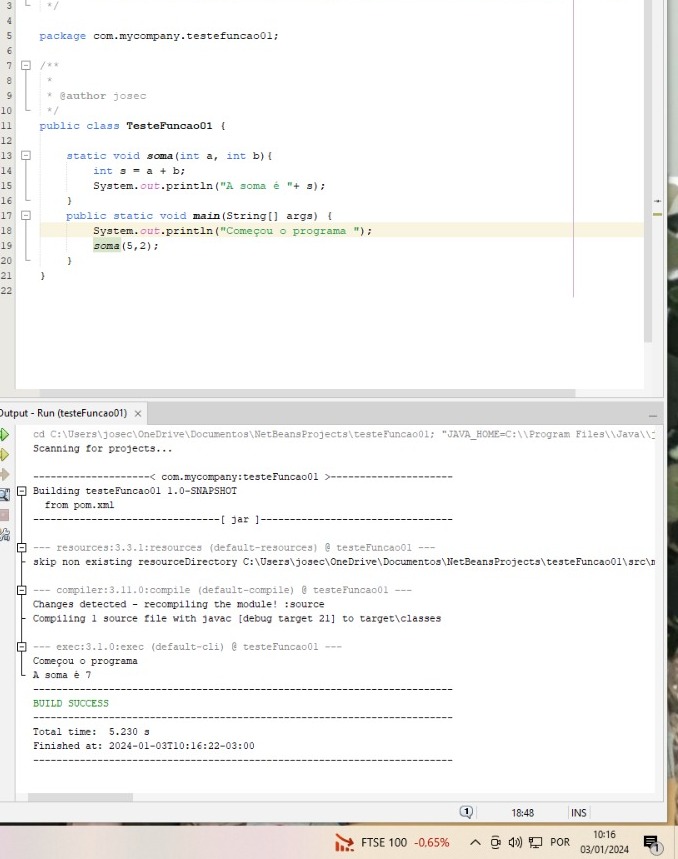 3 */
4
5 package com.mycompany.testefuncao01;
6
7 /**
8 *
9 * @author josec
10 */
11 public class TesteFuncao01 {
12
13 static void soma(int a, int b){
14 int s = a + b;
15 System.out.println("A soma é "+ s);
16 }
17 public static void main(String[] args) {
18 System.out.println("Começou o programa ");
19 soma(5,2);
20 }
21 }
22
Output - Run (testeFuncao01) ×
cd C:\Users\josec\OneDrive\Documentos\NetBeansProjects\testeFuncao01; "JAVA_HOME=C:\\Program Files\\Java\\j
Scanning for projects...
--------------------< com.mycompany:testeFuncao01 >---------------------
Building testeFuncao01 1.0-SNAPSHOT
from pom.xml
--------------------------------[ jar ]---------------------------------
--- resources:3.3.1:resources (default-resources) @ testeFuncao01 ---
skip non existing resourceDirectory C:\Users\josec\OneDrive\Documentos\NetBeansProjects\testeFuncao01\src\m
--- compiler:3.11.0:compile (default-compile) @ testeFuncao01 ---
Changes detected - recompiling the module! :source
Compiling 1 source file with javac [debug target 21] to target\classes
--- exec:3.1.0:exec (default-cli) @ testeFuncao01 ---
Começou o programa
A soma é 7
------------------------------------------------------------------------
BUILD SUCCESS
------------------------------------------------------------------------
Total time: 5.230 s
Finished at: 2024-01-03T10:16:22-03:00
------------------------------------------------------------------------
1 18:48 INS
FTSE 100 -0,65% POR 10:16
03/01/2024 1